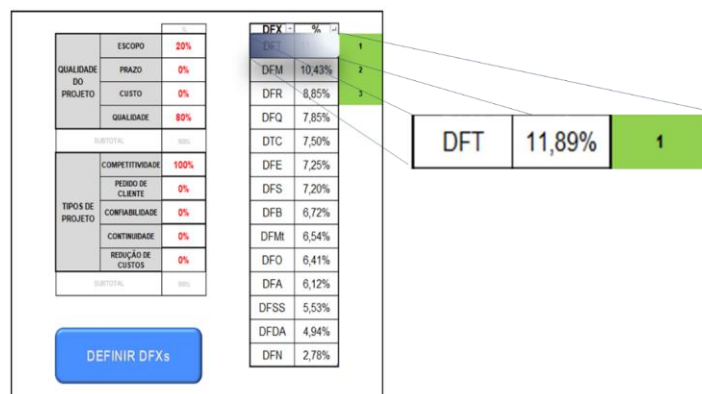 %
QUALIDADE DO PROJETO
ESCOPO 20%
PRAZO 0%
CUSTO 0%
QUALIDADE 80%
SUBTOTAL
TIPOS DE PROJETO
COMPETITIVIDADE 100%
PEDIDO DE CLIENTE 0%
CONFIABILIDADE 0%
CONTINUIDADE 0%
REDUÇÃO DE CUSTOS 0%
SUBTOTAL
DEFINIR DFXs
DFX %
DFT 1
DFM 10,43% 2
DFR 8,85% 3
DFQ 7,85%
DTC 7,50%
DFE 7,25%
DFS 7,20%
DFB 6,72%
DFMt 6,54%
DFO 6,41%
DFA 6,12%
DFSS 5,53%
DFDA 4,94%
DFN 2,78%
DFT 11,89% 1